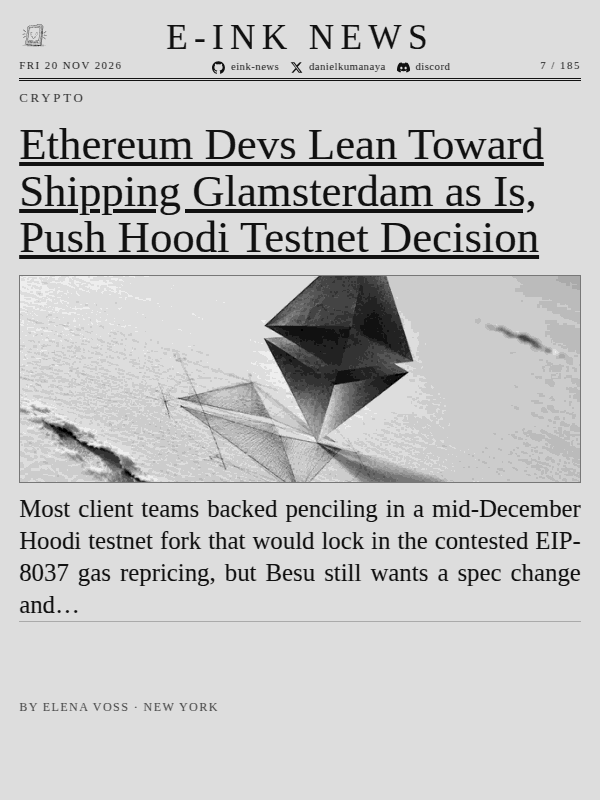 E-INK NEWS
FRI 20 NOV 2026
eink-news danielkumanaya discord
7 / 185
CRYPTO
Ethereum Devs Lean Toward
Shipping Glamsterdam as Is,
Push Hoodi Testnet Decision
Most client teams backed penciling in a mid-December
Hoodi testnet fork that would lock in the contested EIP-
8037 gas repricing, but Besu still wants a spec change
and…
BY ELENA VOSS · NEW YORK